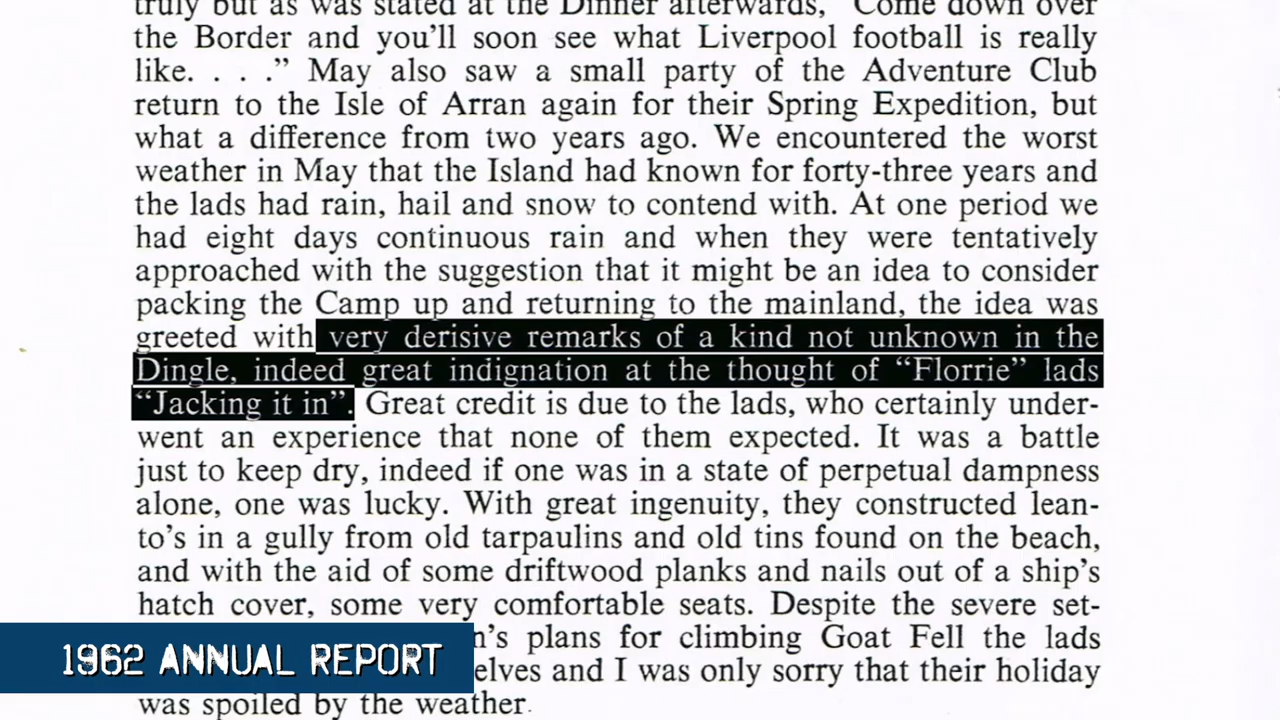 truly but as was stated at the Dinner afterwards, “Come down over
the Border and you’ll soon see what Liverpool football is really
like. . . .” May also saw a small party of the Adventure Club
return to the Isle of Arran again for their Spring Expedition, but
what a difference from two years ago. We encountered the worst
weather in May that the Island had known for forty-three years and
the lads had rain, hail and snow to contend with. At one period we
had eight days continuous rain and when they were tentatively
approached with the suggestion that it might be an idea to consider
packing the Camp up and returning to the mainland, the idea was
greeted with very derisive remarks of a kind not unknown in the
Dingle, indeed great indignation at the thought of “Florrie” lads
“Jacking it in”. Great credit is due to the lads, who certainly under-
went an experience that none of them expected. It was a battle
just to keep dry, indeed if one was in a state of perpetual dampness
alone, one was lucky. With great ingenuity, they constructed lean-
to’s in a gully from old tarpaulins and old tins found on the beach,
and with the aid of some driftwood planks and nails out of a ship’s
hatch cover, some very comfortable seats. Despite the severe set-
n’s plans for climbing Goat Fell the lads
elves and I was only sorry that their holiday
was spoiled by the weather.
1962 ANNUAL REPORT